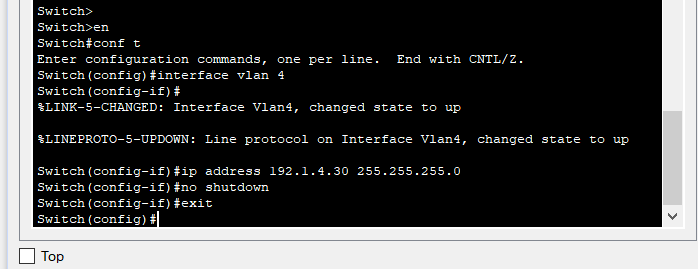 Switch>
Switch>en
Switch#conf t
Enter configuration commands, one per line.  End with CNTL/Z.
Switch(config)#interface vlan 4
Switch(config-if)#
%LINK-5-CHANGED: Interface Vlan4, changed state to up
%LINEPROTO-5-UPDOWN: Line protocol on Interface Vlan4, changed state to up
Switch(config-if)#ip address 192.1.4.30 255.255.255.0
Switch(config-if)#no shutdown
Switch(config-if)#exit
Switch(config)#
Top